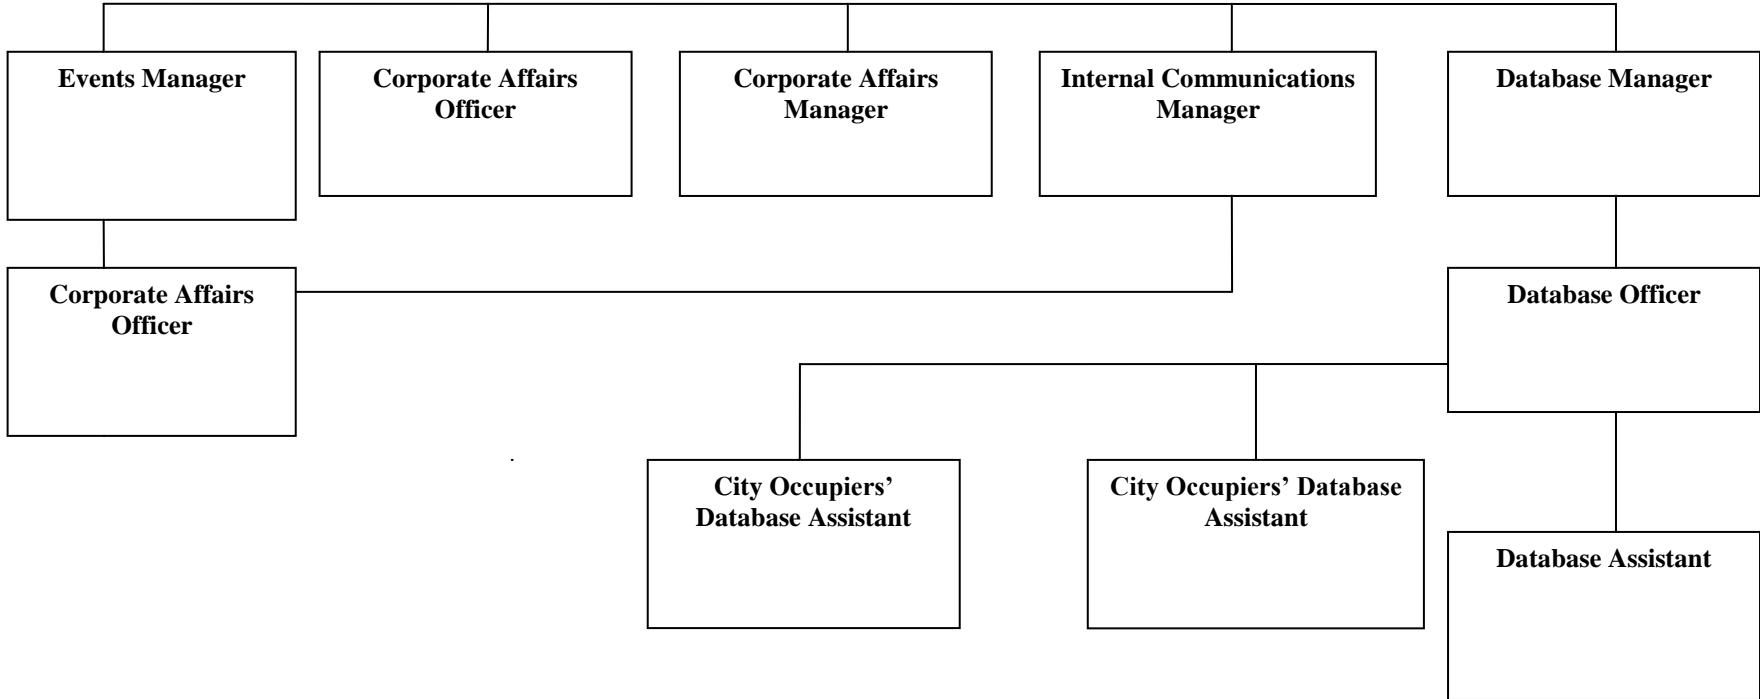 Events Manager
Corporate Affairs
Officer
Corporate Affairs
Manager
Internal Communications
Manager
Database Manager
Corporate Affairs
Officer
Database Officer
City Occupiers’
Database Assistant
City Occupiers’ Database
Assistant
Database Assistant